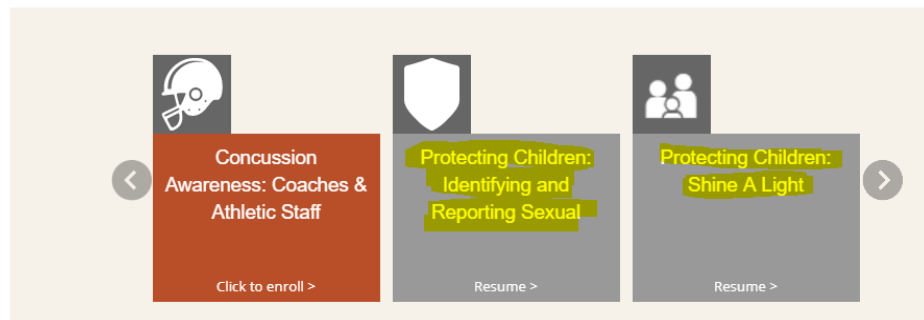 Concussion
Awareness: Coaches &
Athletic Staff
Click to enroll >
Protecting Children:
Identifying and
Reporting Sexual
Resume >
Protecting Children:
Shine A Light
Resume >